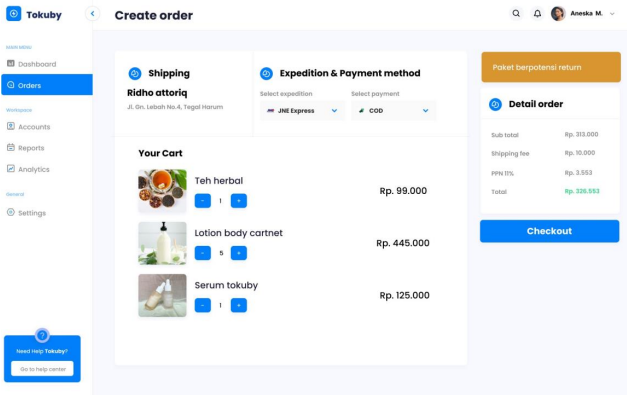 Tokuby
Create order
Aneska M.
MAIN MENU
Dashboard
Orders
Workspace
Accounts
Reports
Analytics
General
Settings
Need Help Tokuby?
Go to help center
Shipping
Ridho attoriq
Jl. Gn. Lebah No.4, Tegal Harum
Expedition & Payment method
Select expedition
Select payment
JNE Express
COD
Your Cart
Teh herbal
- 1 +
Rp. 99.000
Lotion body cartnet
- 5 +
Rp. 445.000
Serum tokuby
- 1 +
Rp. 125.000
Paket berpotensi return
Detail order
Sub total Rp. 313.000
Shipping fee Rp. 10.000
PPN 11% Rp. 3.553
Total Rp. 326.553
Checkout